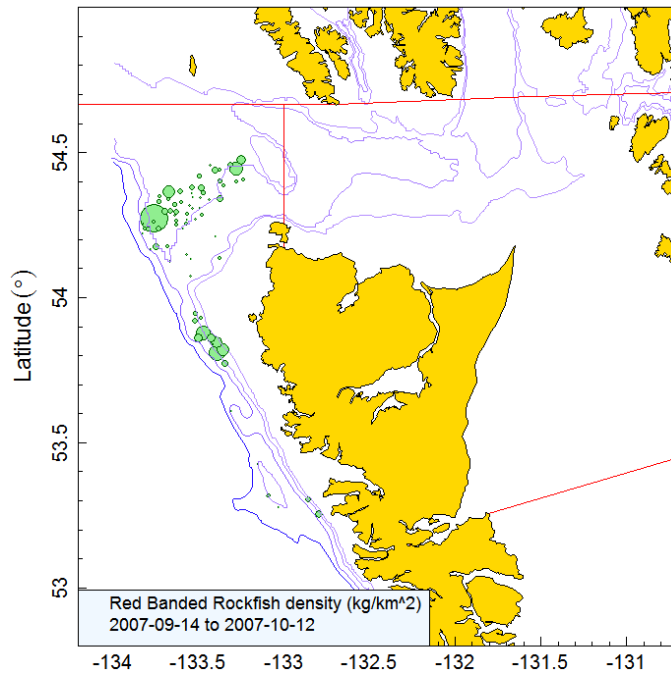 Latitude (°)
54.5
54
53.5
53
Red Banded Rockfish density (kg/km^2)
2007-09-14 to 2007-10-12
-134 -133.5 -133 -132.5 -132 -131.5 -131